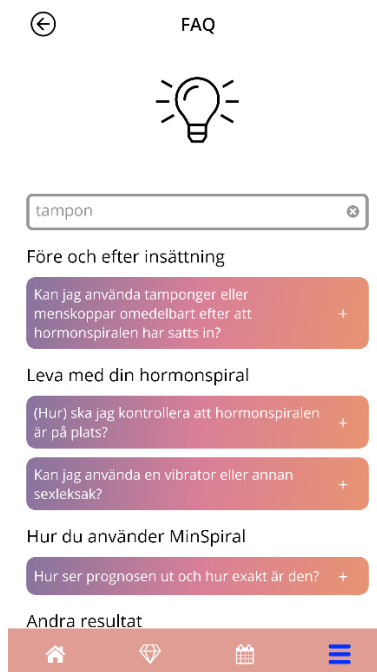 FAQ
tampon
Före och efter insättning
Kan jag använda tamponger eller
menskoppar omedelbart efter att
hormonspiralen har satts in?
+
Leva med din hormonspiral
(Hur) ska jag kontrollera att hormonspiralen
är på plats?
+
Kan jag använda en vibrator eller annan
sexleksak?
+
Hur du använder MinSpiral
Hur ser prognosen ut och hur exakt är den?
+
Andra resultat